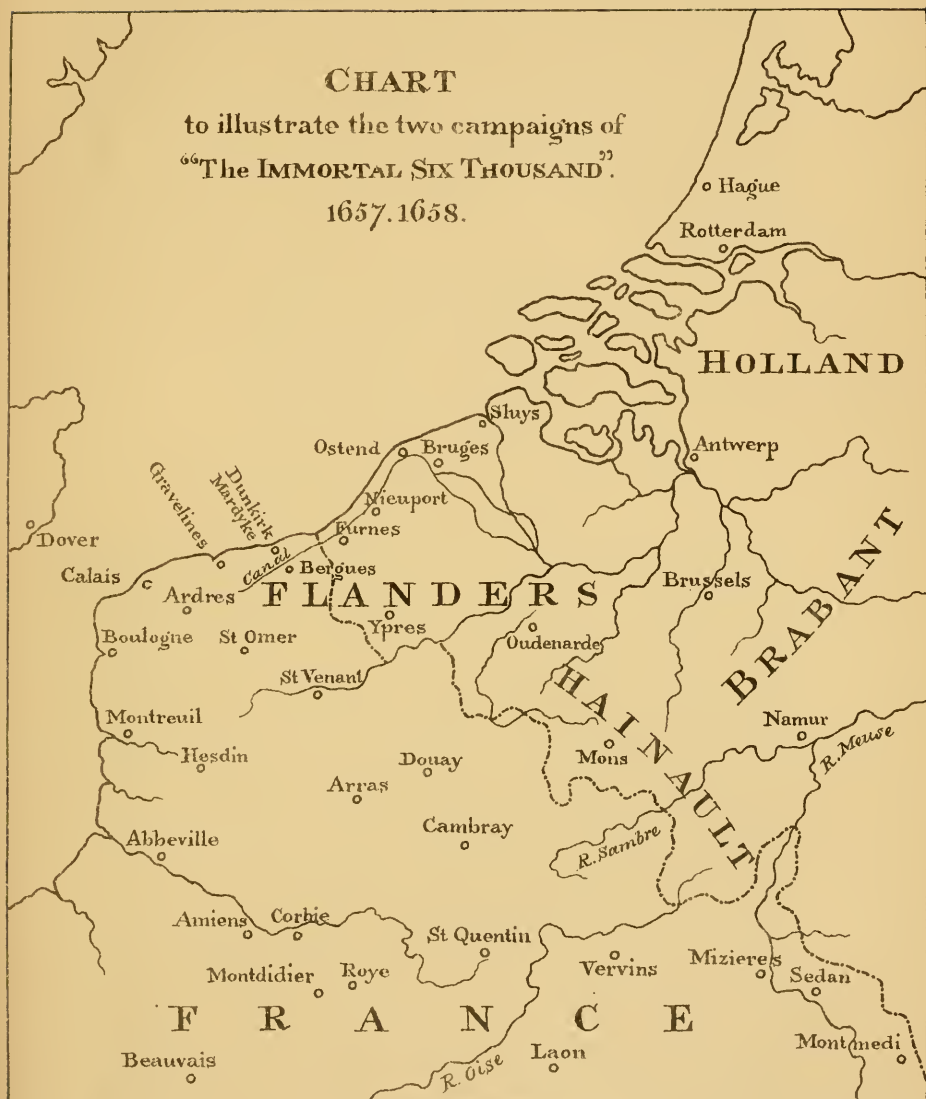 CHART
to illustrate the two campaigns of
"The IMMORTAL SIX THOUSAND".
1657.1658.
Hague
Rotterdam
HOLLAND
Sluys
Ostend
Bruges
Antwerp
Nieuport
Gravelines
Dunkirk
Mardyke
Furnes
Dover
Canal
Bergues
Calais
Ardres
FLANDERS
Brussels
BRABANT
Ypres
Oudenarde
Boulogne
St Omer
St Venant
HAINAULT
Montreuil
Namur
R. Meuse
Hesdin
Mons
Douay
Arras
Cambray
R. Sambre
Abbeville
Amiens
Corbie
St Quentin
Vervins
Mizieres
Sedan
Montdidier
Roye
FRANCE
Montmedi
Beauvais
R. Oise
Laon